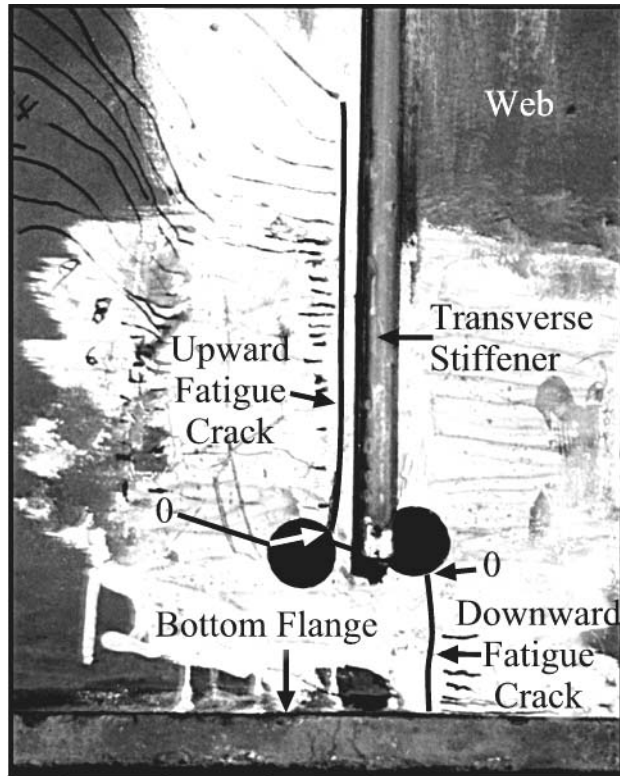 Web
Transverse
Stiffener
Upward
Fatigue
Crack
0
0
Bottom Flange
Downward
Fatigue
Crack